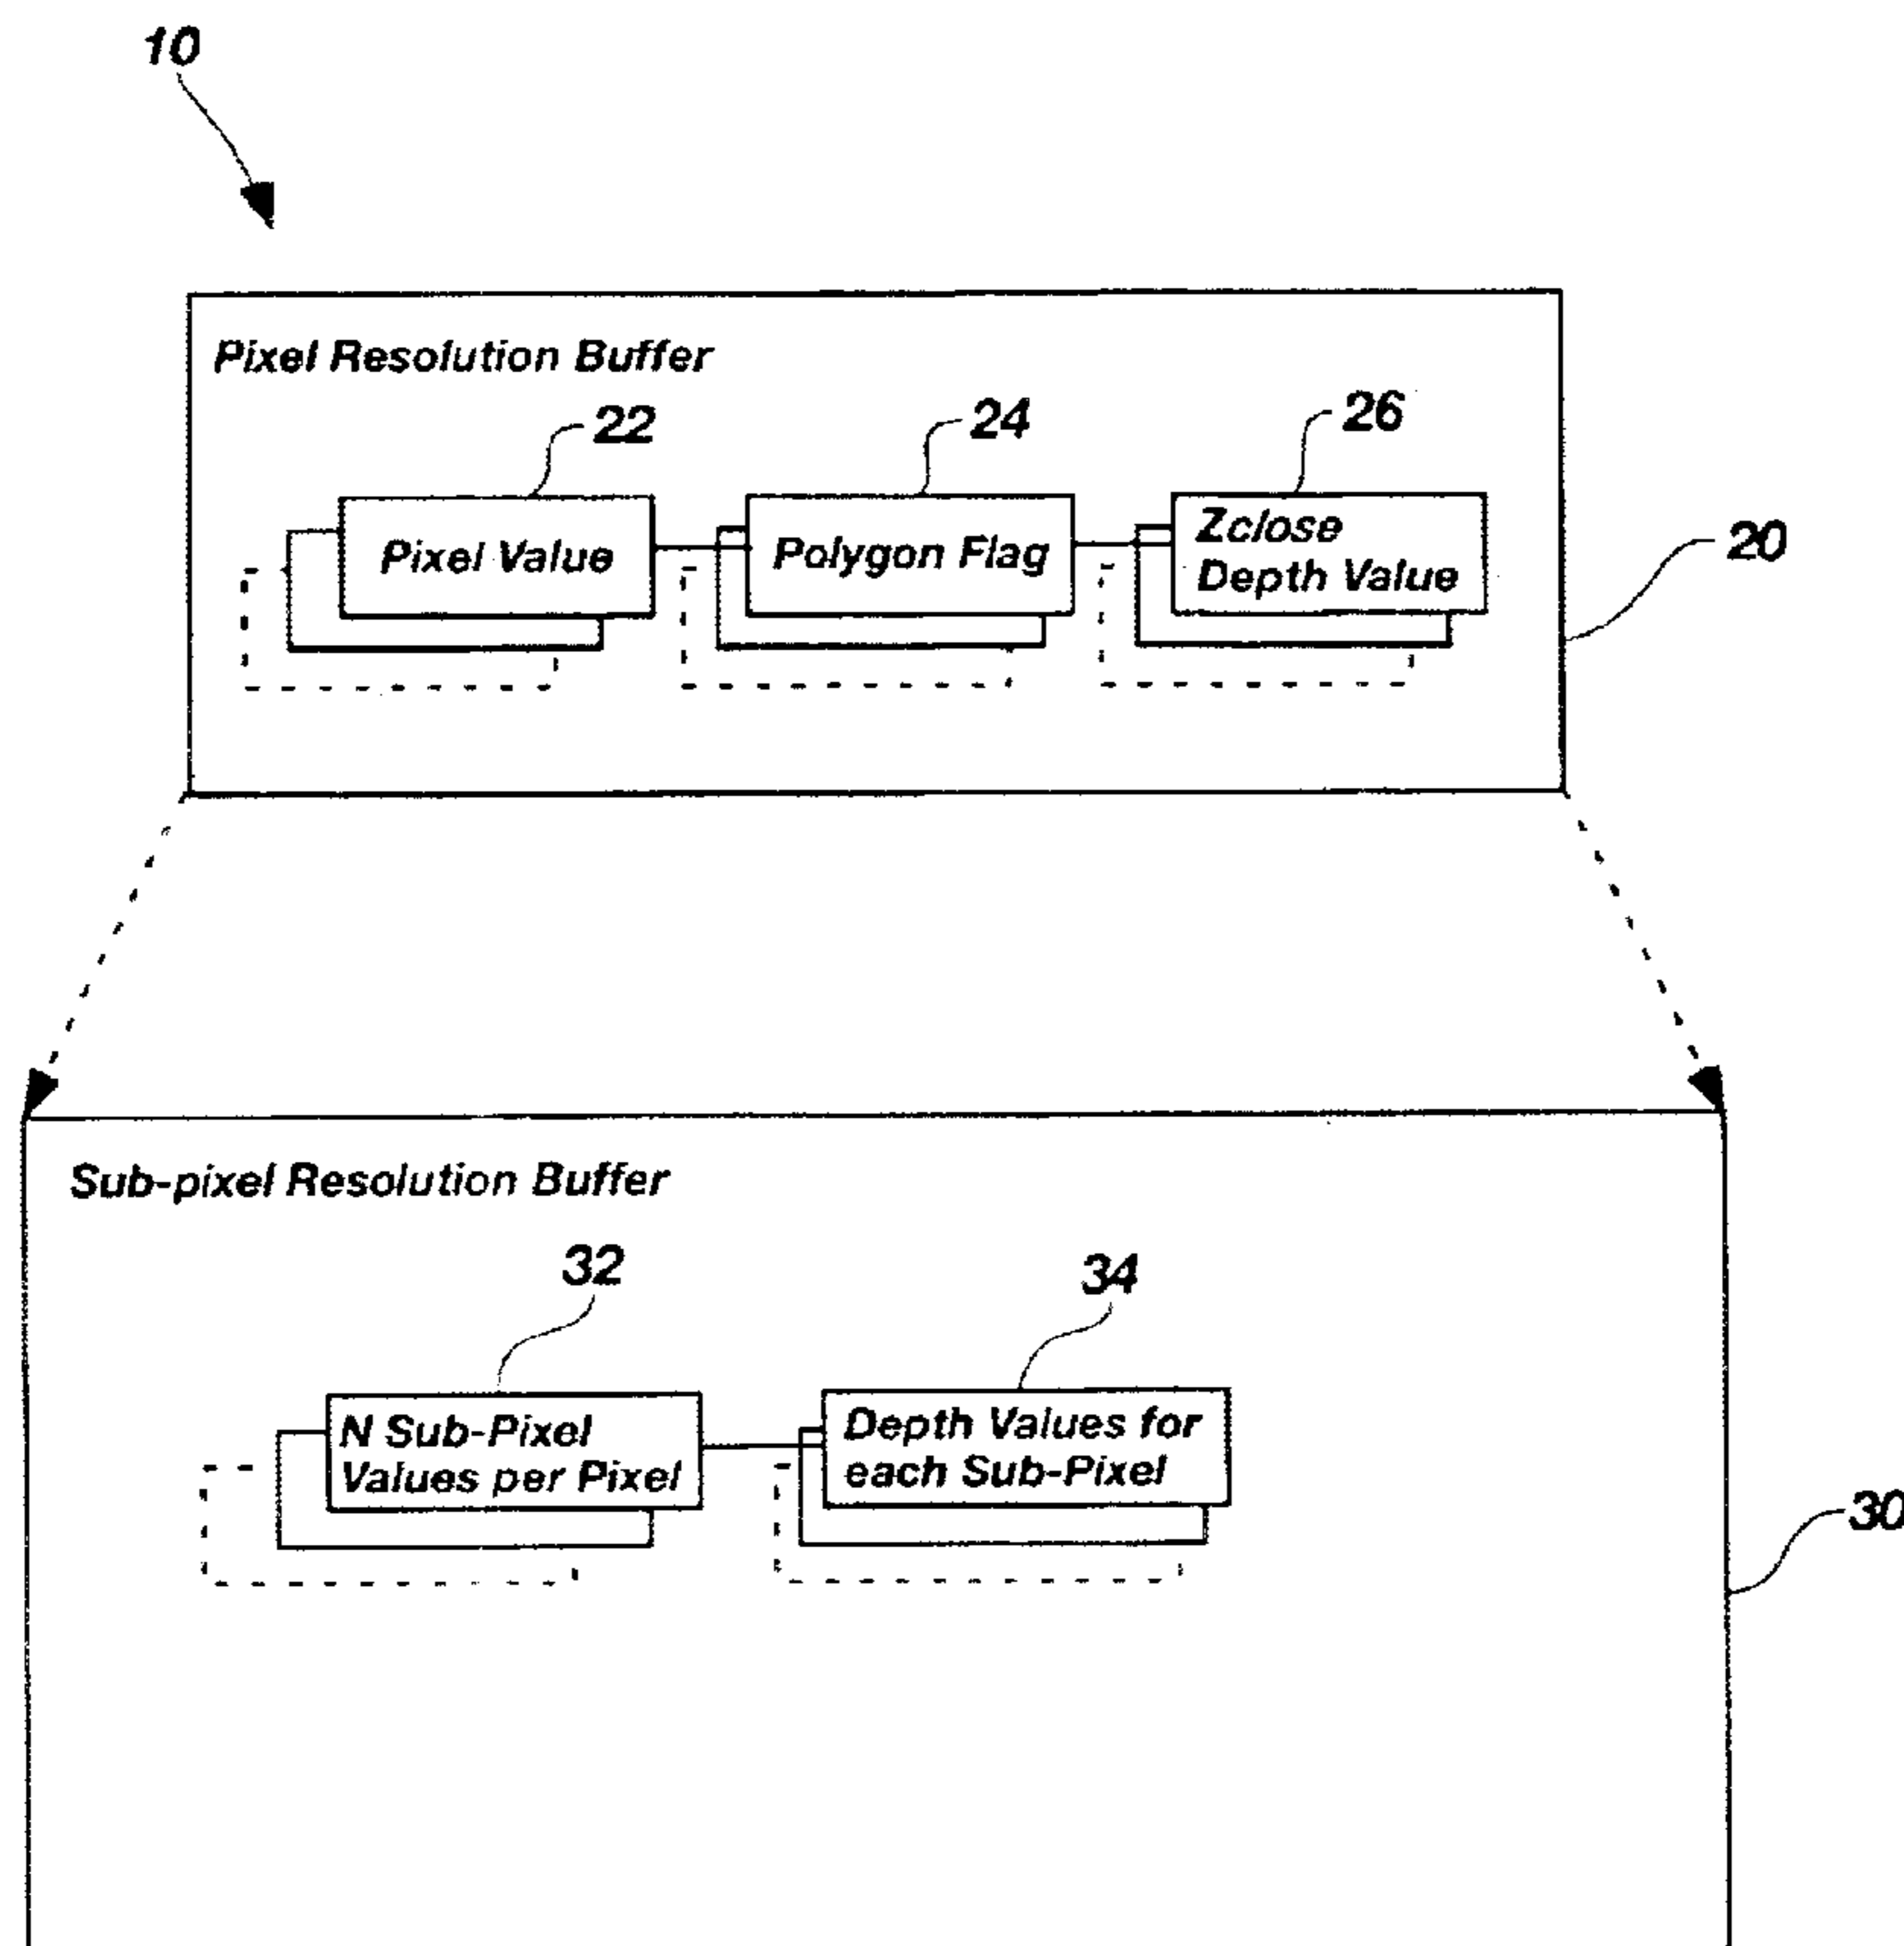 10
Pixel Resolution Buffer
22
24
26
Pixel Value
Polygon Flag
Zclose
Depth Value
20
Sub-pixel Resolution Buffer
32
34
N Sub-Pixel
Values per Pixel
Depth Values for
each Sub-Pixel
30